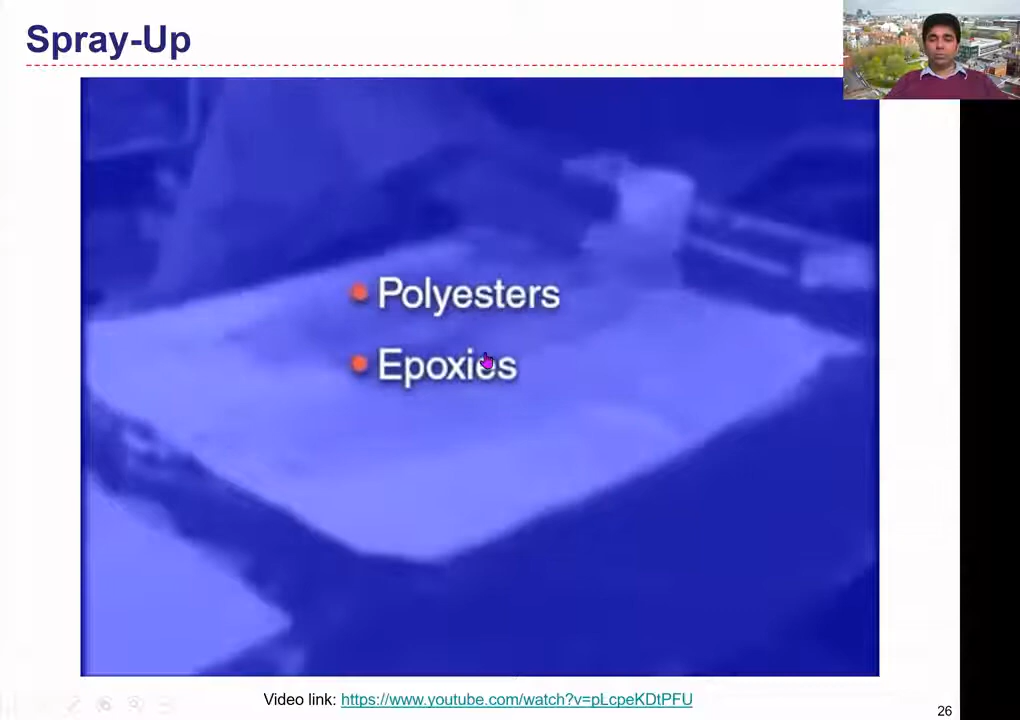 Spray-Up
• Polyesters
• Epoxies
Video link: https://www.youtube.com/watch?v=pLcpeKDtPFU
26